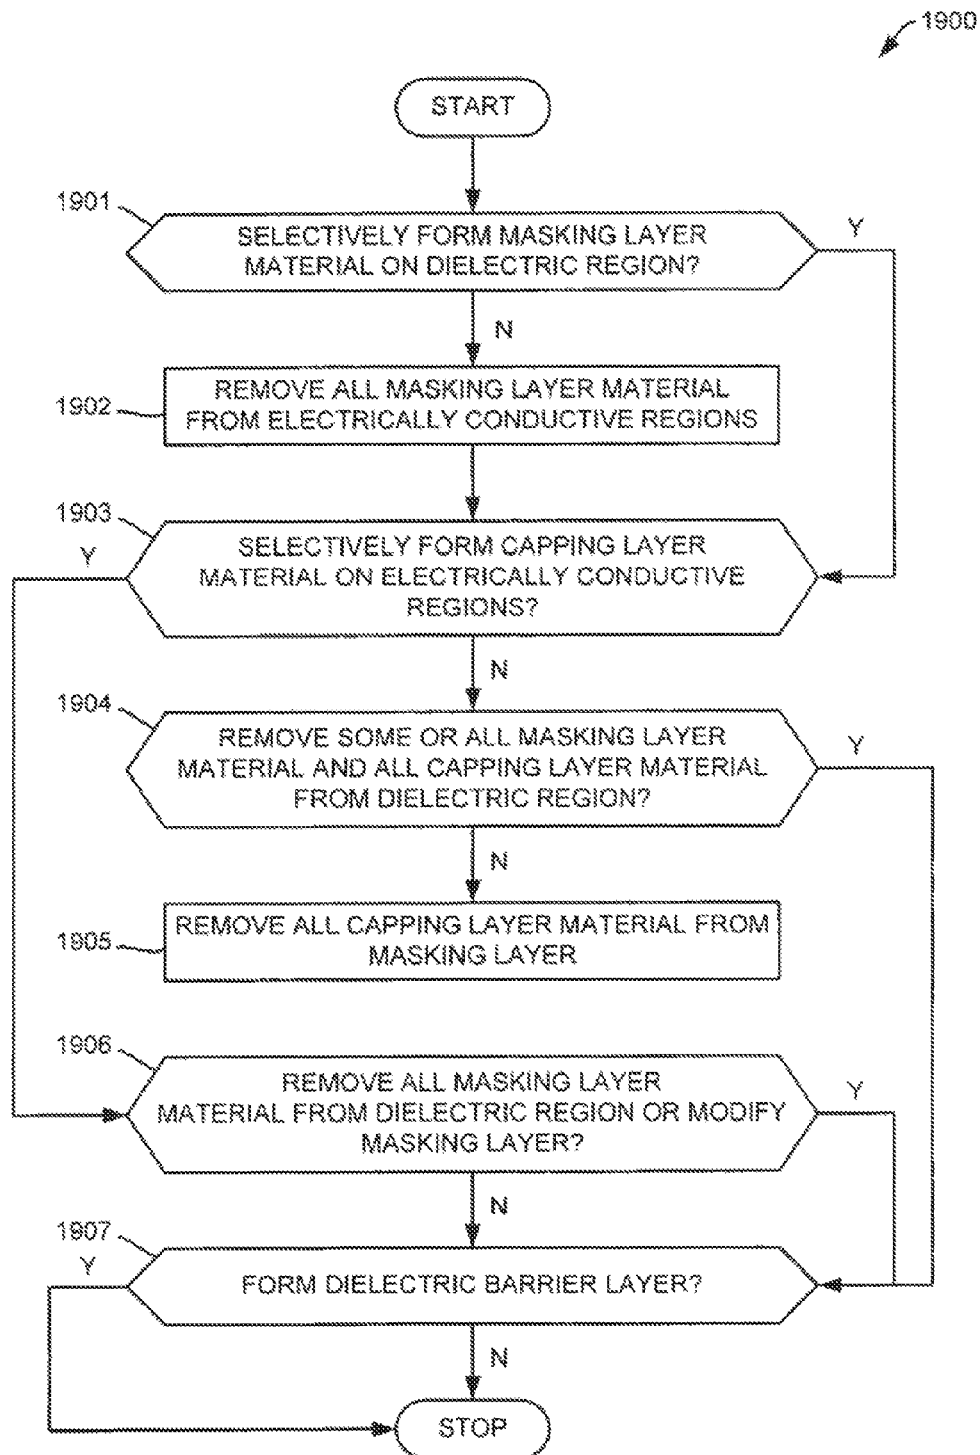 1900
START
1901
SELECTIVELY FORM MASKING LAYER
MATERIAL ON DIELECTRIC REGION?
Y
N
1902
REMOVE ALL MASKING LAYER MATERIAL
FROM ELECTRICALLY CONDUCTIVE REGIONS
1903
Y
SELECTIVELY FORM CAPPING LAYER
MATERIAL ON ELECTRICALLY CONDUCTIVE
REGIONS?
N
1904
REMOVE SOME OR ALL MASKING LAYER
MATERIAL AND ALL CAPPING LAYER MATERIAL
FROM DIELECTRIC REGION?
Y
N
1905
REMOVE ALL CAPPING LAYER MATERIAL FROM
MASKING LAYER
1906
REMOVE ALL MASKING LAYER
MATERIAL FROM DIELECTRIC REGION OR MODIFY
MASKING LAYER?
Y
N
1907
Y
FORM DIELECTRIC BARRIER LAYER?
N
STOP